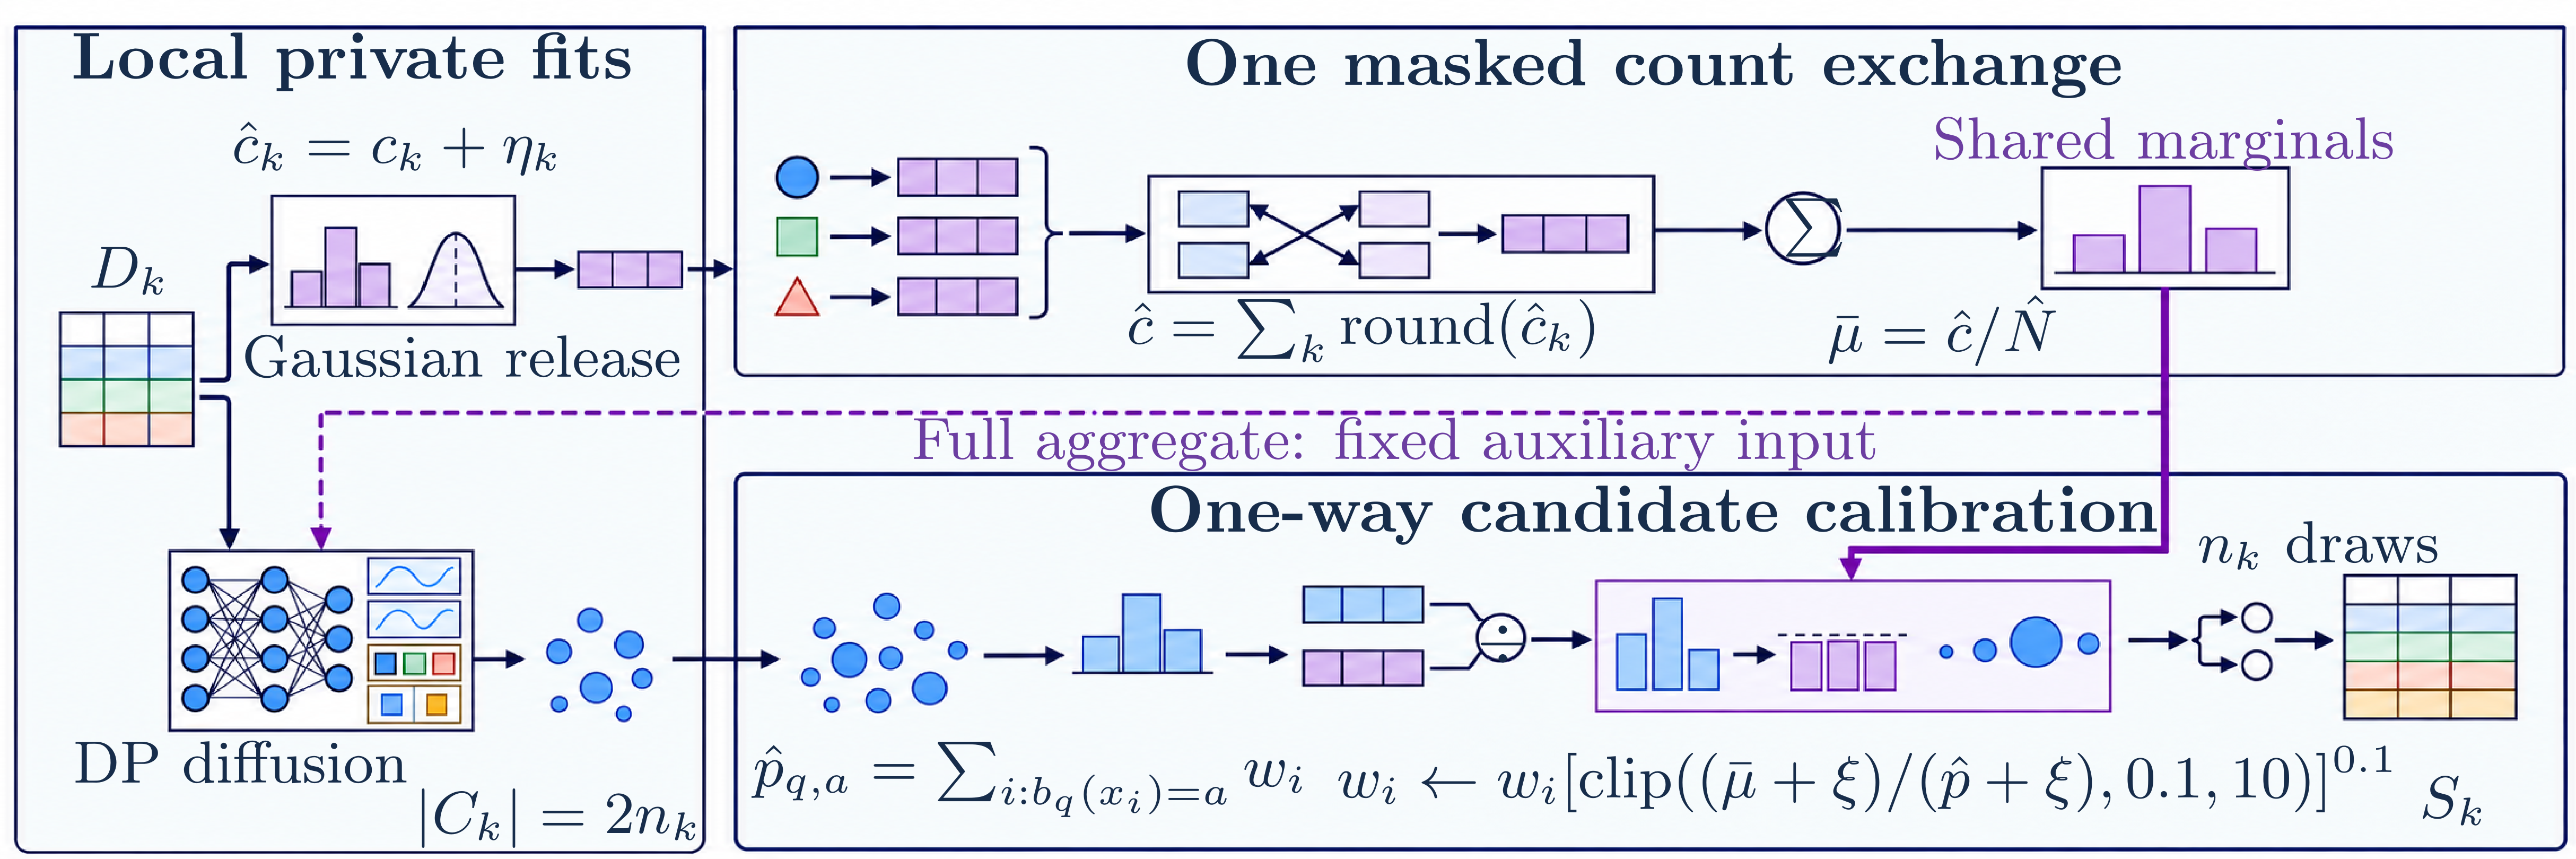 Local private fits
ĉ_k = c_k + η_k
D_k
Gaussian release
DP diffusion
|C_k| = 2n_k
One masked count exchange
Shared marginals
∑
ĉ = ∑_k round(ĉ_k)
μ̄ = ĉ/N̂
Full aggregate: fixed auxiliary input
One-way candidate calibration
n_k draws
p̂_{q,a} = ∑_{i:b_q(x_i)=a} w_i
w_i ← w_i[clip((μ̄ + ξ)/(p̂ + ξ), 0.1, 10)]^{0.1}
S_k